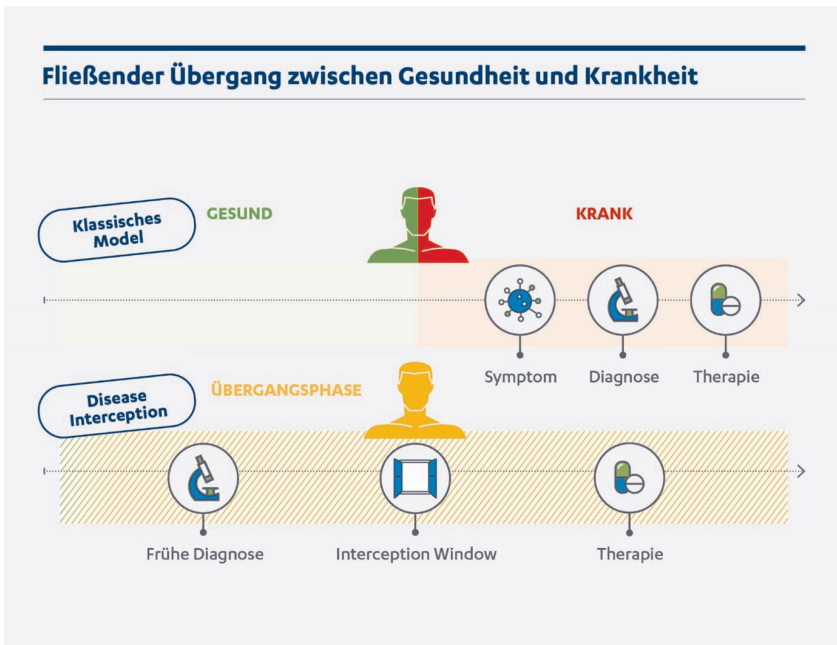 Fließender Übergang zwischen Gesundheit und Krankheit
Klassisches
Model
GESUND
KRANK
Symptom
Diagnose
Therapie
Disease
Interception
ÜBERGANGSPHASE
Frühe Diagnose
Interception Window
Therapie